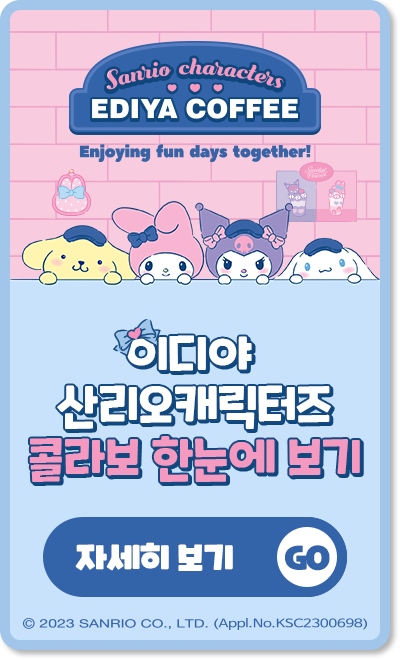 Sanrio characters
EDIYA COFFEE
Enjoying fun days together!
이디야
산리오캐릭터즈
콜라보 한눈에 보기
자세히 보기 GO
© 2023 SANRIO CO., LTD. (Appl.No.KSC2300698)